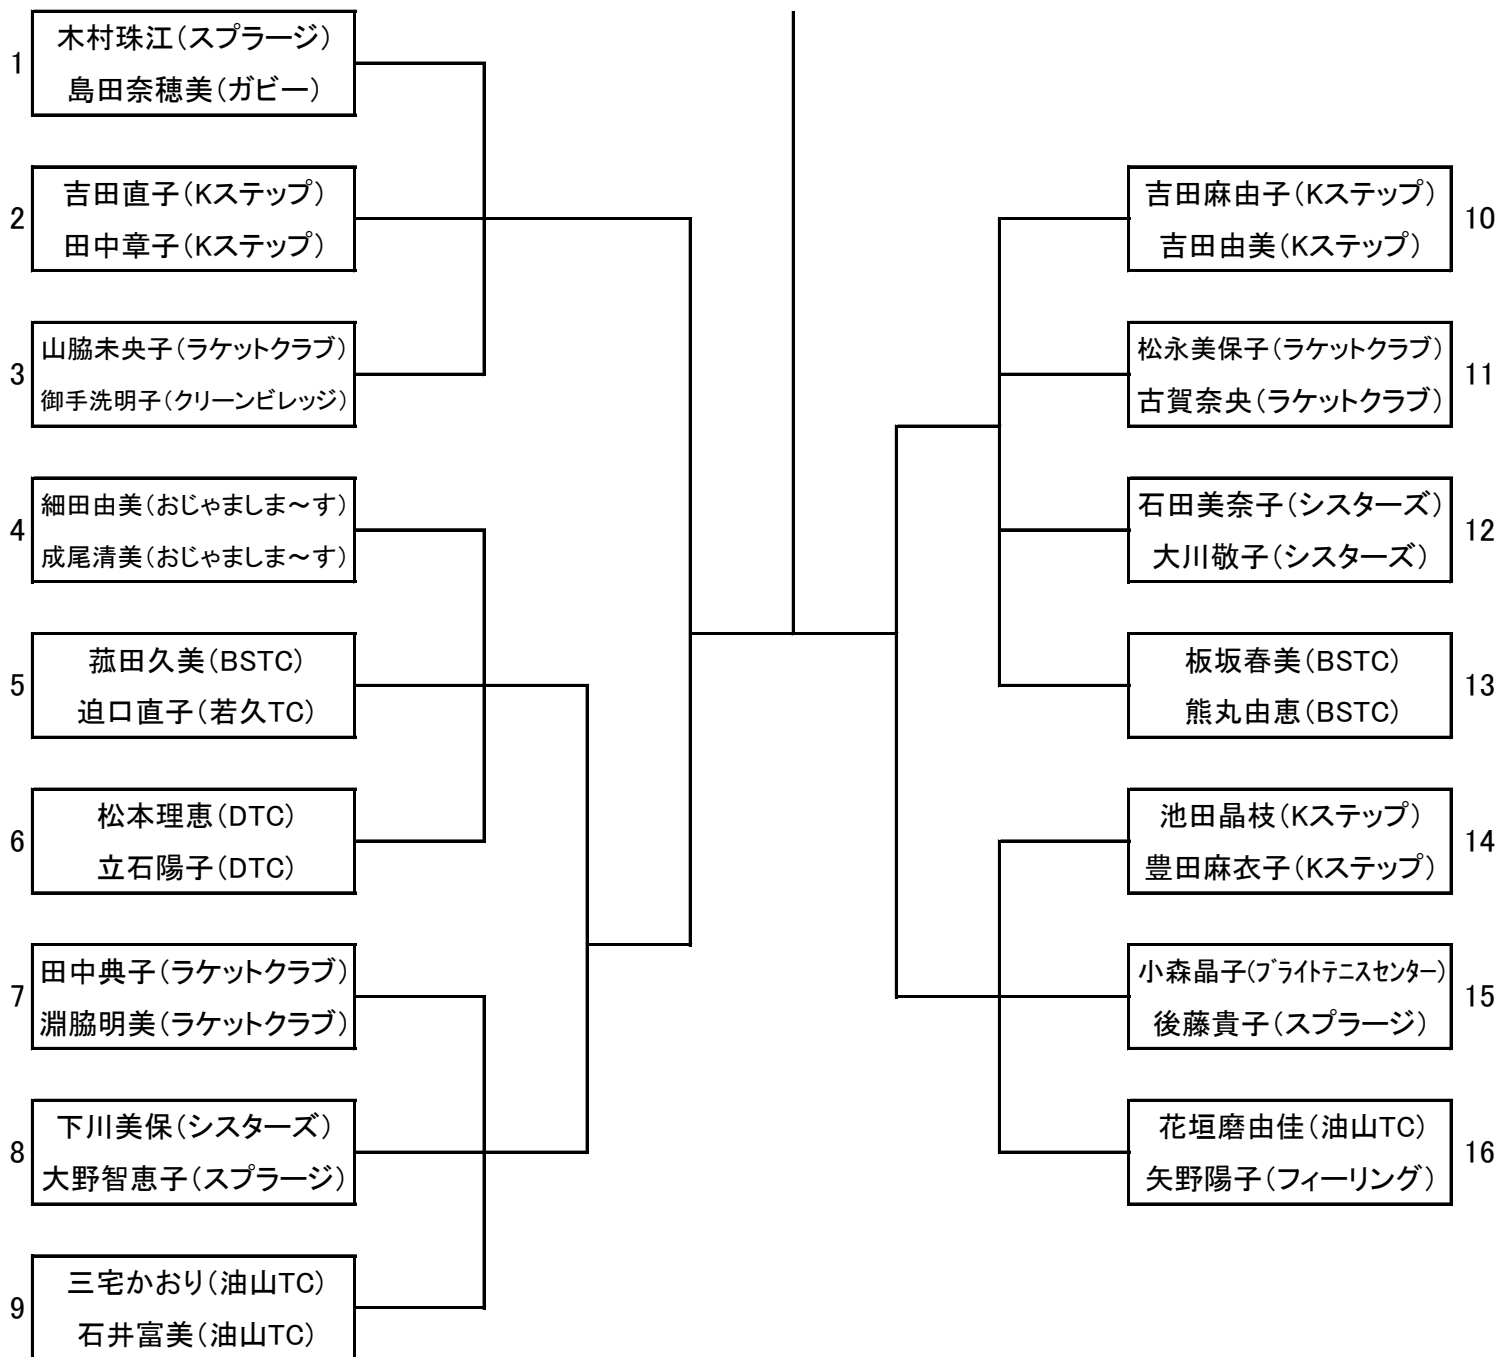 1
木村珠江(スプラージ)
島田奈穂美(ガビー)
2
吉田直子(Kステップ)
田中章子(Kステップ)
3
山脇未央子(ラケットクラブ)
御手洗明子(クリーンビレッジ)
4
細田由美(おじゃましま～す)
成尾清美(おじゃましま～す)
5
菰田久美(BSTC)
迫口直子(若久TC)
6
松本理恵(DTC)
立石陽子(DTC)
7
田中典子(ラケットクラブ)
淵脇明美(ラケットクラブ)
8
下川美保(シスターズ)
大野智恵子(スプラージ)
9
三宅かおり(油山TC)
石井富美(油山TC)
吉田麻由子(Kステップ)
吉田由美(Kステップ)
10
松永美保子(ラケットクラブ)
古賀奈央(ラケットクラブ)
11
石田美奈子(シスターズ)
大川敬子(シスターズ)
12
板坂春美(BSTC)
熊丸由恵(BSTC)
13
池田晶枝(Kステップ)
豊田麻衣子(Kステップ)
14
小森晶子(ﾌﾞライトテニスセンター)
後藤貴子(スプラージ)
15
花垣磨由佳(油山TC)
矢野陽子(フィーリング)
16